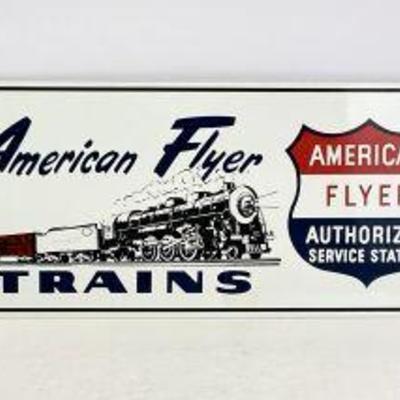 American Flyer
TRAINS
AMERICA
FLYE
AUTHORIZ
SERVICE STAT